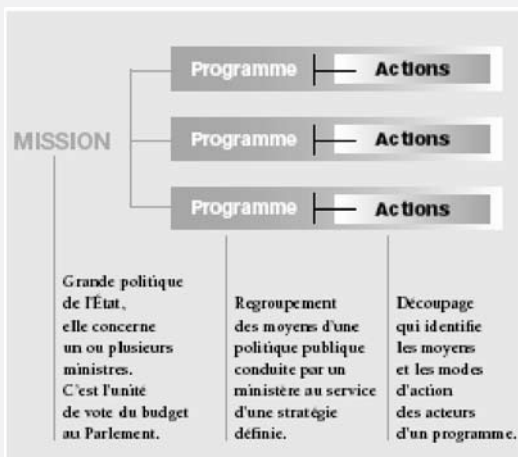 Programme Actions
MISSION Programme Actions
Programme Actions
Grande politique
de l'État,
elle concerne
un ou plusieurs
ministres.
C'est l'unité
de vote du budget
au Parlement.
Regroupement
des moyens d'une
politique publique
conduite par un
ministère au service
d'une stratégie
définie.
Découpage
qui identifie
les moyens
et les modes
d'action
des acteurs
d'un programme.